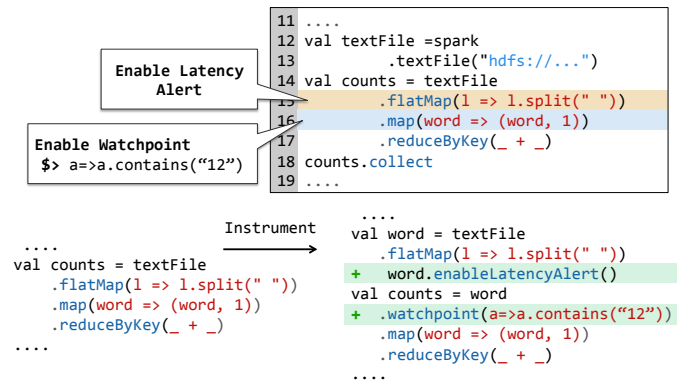 11 ....
12 val textFile =spark
13 .textFile("hdfs://...")
14 val counts = textFile
15 .flatMap(l => l.split(" "))
16 .map(word => (word, 1))
17 .reduceByKey(_ + _)
18 counts.collect
19 ....
Enable Latency
Alert
Enable Watchpoint
$> a=>a.contains(“12”)
....
val counts = textFile
.flatMap(l => l.split(" "))
.map(word => (word, 1))
.reduceByKey(_ + _)
....
Instrument
....
val word = textFile
.flatMap(l => l.split(" "))
+ word.enableLatencyAlert()
val counts = word
+ .watchpoint(a=>a.contains(“12”))
.map(word => (word, 1))
.reduceByKey(_ + _)
....